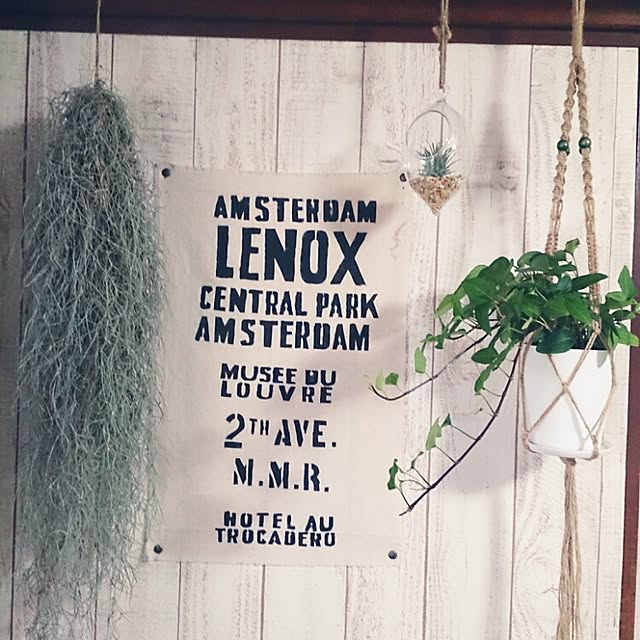 AMSTERDAM
LENOX
CENTRAL PARK
AMSTERDAM
MUSEE DU
LOUVRE
2TH AVE.
M.M.R.
HOTEL AU
TROCADERO